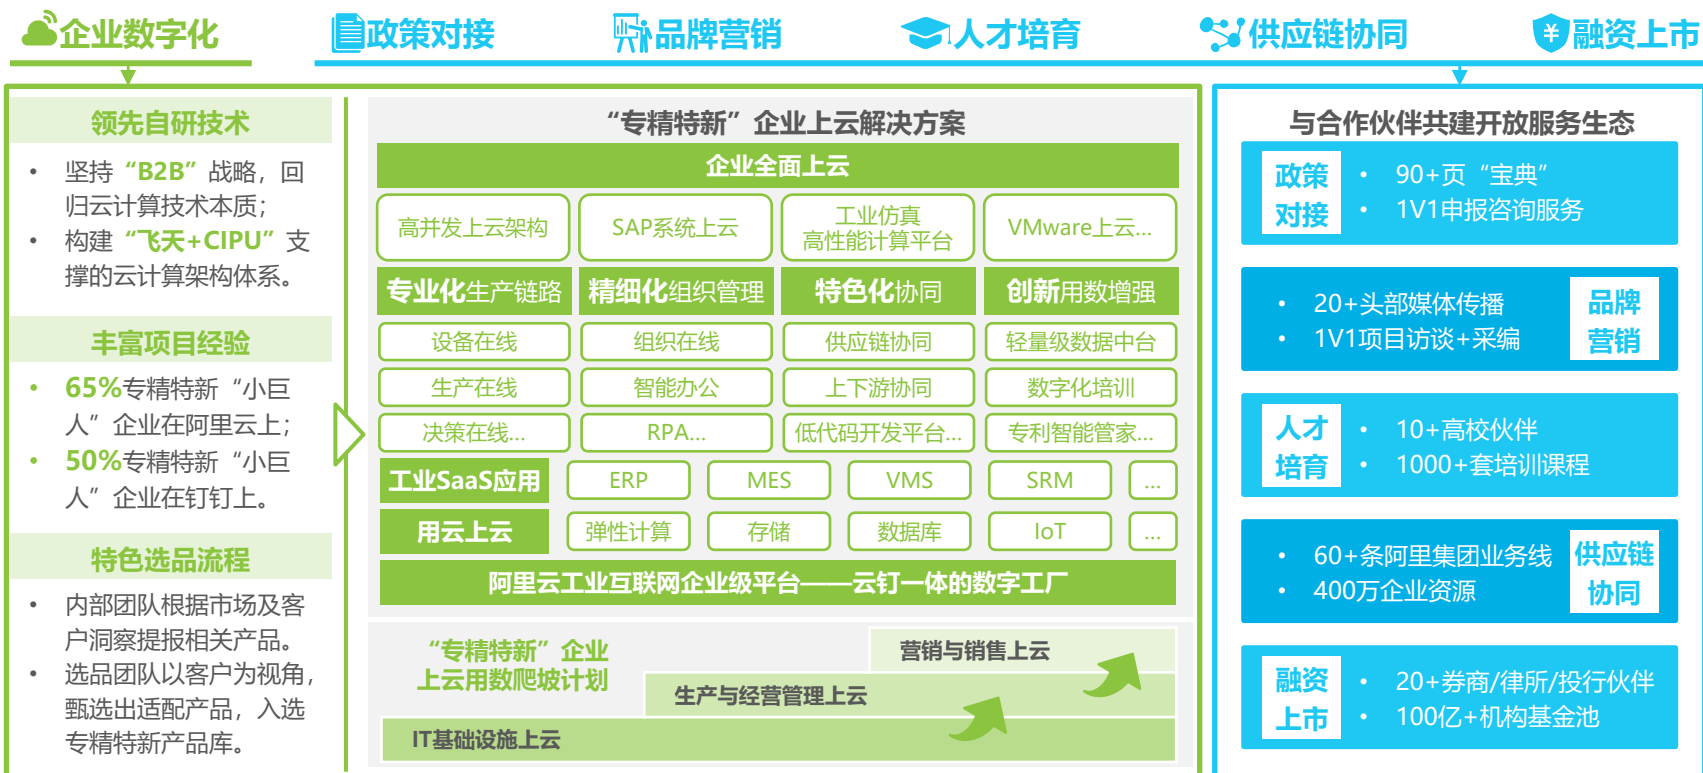 企业数字化
政策对接
品牌营销
人才培育
供应链协同
融资上市
领先自研技术
• 坚持“B2B”战略，回
归云计算技术本质；
• 构建“飞天+CIPU”支
撑的云计算架构体系。
丰富项目经验
• 65%专精特新“小巨
人”企业在阿里云上；
• 50%专精特新“小巨
人”企业在钉钉上。
特色选品流程
• 内部团队根据市场及客
户洞察提报相关产品。
• 选品团队以客户为视角，
甄选出适配产品，入选
专精特新产品库。
“专精特新”企业上云解决方案
企业全面上云
高并发上云架构
SAP系统上云
工业仿真
高性能计算平台
VMware上云...
专业化生产链路
精细化组织管理
特色化协同
创新用数增强
设备在线
组织在线
供应链协同
轻量级数据中台
生产在线
智能办公
上下游协同
数字化培训
决策在线...
RPA...
低代码开发平台...
专利智能管家...
工业SaaS应用
ERP
MES
VMS
SRM
...
用云上云
弹性计算
存储
数据库
IoT
...
阿里云工业互联网企业级平台——云钉一体的数字工厂
“专精特新”企业
上云用数爬坡计划
营销与销售上云
生产与经营管理上云
IT基础设施上云
与合作伙伴共建开放服务生态
政策
对接
• 90+页“宝典”
• 1V1申报咨询服务
• 20+头部媒体传播
• 1V1项目访谈+采编
品牌
营销
人才
培育
• 10+高校伙伴
• 1000+套培训课程
• 60+条阿里集团业务线
• 400万企业资源
供应链
协同
融资
上市
• 20+券商/律所/投行伙伴
• 100亿+机构基金池